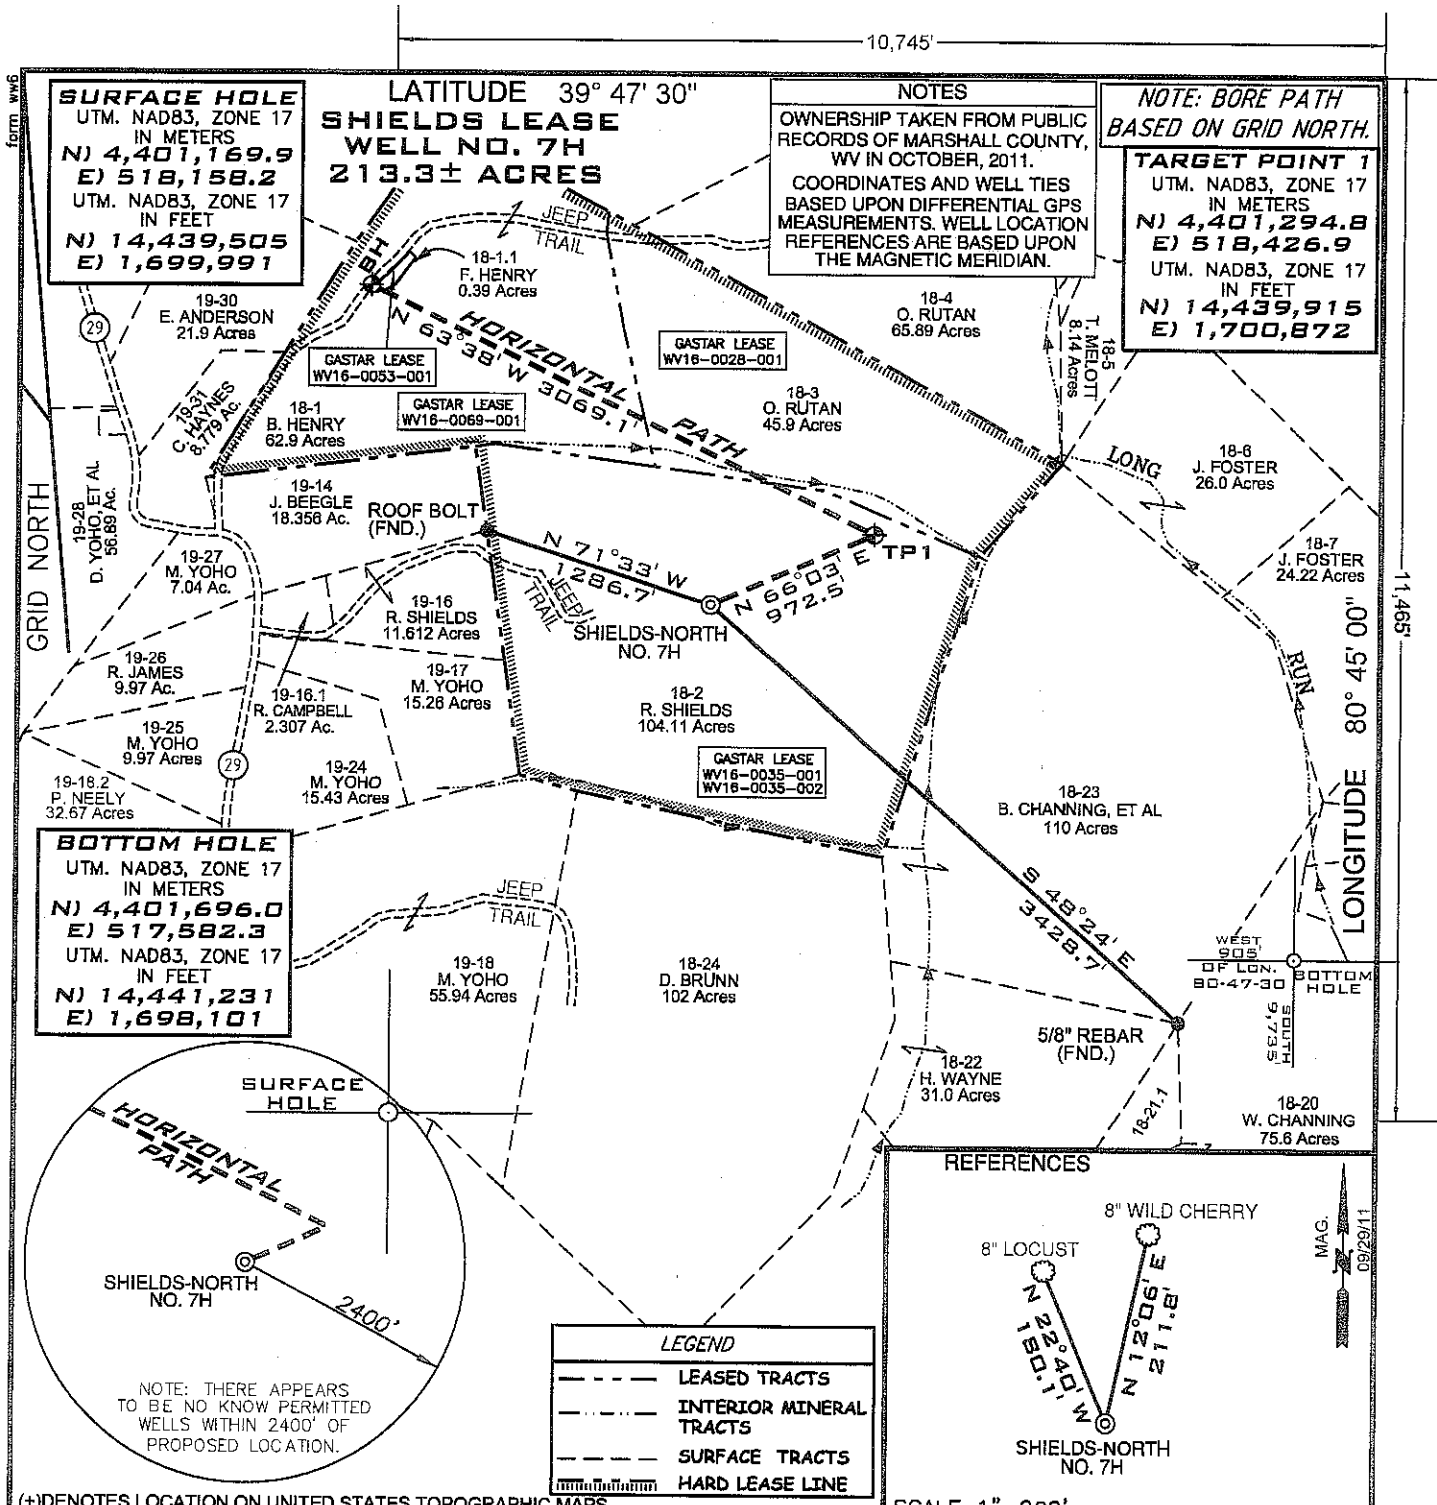 10,745'
form ww6
SURFACE HOLE
UTM. NAD83, ZONE 17
IN METERS
N) 4,401,169.9
E) 518,158.2
UTM. NAD83, ZONE 17
IN FEET
N) 14,439,505
E) 1,699,991
LATITUDE 39° 47' 30"
SHIELDS LEASE
WELL NO. 7H
213.3± ACRES
NOTES
OWNERSHIP TAKEN FROM PUBLIC
RECORDS OF MARSHALL COUNTY,
WV IN OCTOBER, 2011.
COORDINATES AND WELL TIES
BASED UPON DIFFERENTIAL GPS
MEASUREMENTS. WELL LOCATION
REFERENCES ARE BASED UPON
THE MAGNETIC MERIDIAN.
NOTE: BORE PATH
BASED ON GRID NORTH.
TARGET POINT 1
UTM. NAD83, ZONE 17
IN METERS
N) 4,401,294.8
E) 518,426.9
UTM. NAD83, ZONE 17
IN FEET
N) 14,439,915
E) 1,700,872
JEEP
TRAIL
BH
18-1.1
F. HENRY
0.39 Acres
19-30
E. ANDERSON
21.9 Acres
29
18-4
O. RUTAN
65.89 Acres
18-5
T. MELOTT
8.14 Acres
GASTAR LEASE
WV16-0053-001
GASTAR LEASE
WV16-0028-001
GASTAR LEASE
WV16-0069-001
HORIZONTAL
PATH
N 63°38' W 3069.1'
19-31
C. HAYNES
8.779 Ac.
18-1
B. HENRY
62.9 Acres
18-3
O. RUTAN
45.9 Acres
LONG
RUN
18-6
J. FOSTER
26.0 Acres
18-7
J. FOSTER
24.22 Acres
GRID NORTH
19-28
D. YOHO, ET AL
56.89 Ac.
19-14
J. BEEGLE
18.356 Ac.
ROOF BOLT
(FND.)
19-27
M. YOHO
7.04 Ac.
N 71°33' W
1286.7'
TP1
N 66°03' E
972.5'
JEEP
TRAIL
SHIELDS-NORTH
NO. 7H
19-16
R. SHIELDS
11.612 Acres
19-26
R. JAMES
9.97 Ac.
19-16.1
R. CAMPBELL
2.307 Ac.
19-17
M. YOHO
15.26 Acres
18-2
R. SHIELDS
104.11 Acres
19-25
M. YOHO
9.97 Acres
29
19-24
M. YOHO
15.43 Acres
19-18.2
P. NEELY
32.67 Acres
GASTAR LEASE
WV16-0035-001
WV16-0035-002
18-23
B. CHANNING, ET AL
110 Acres
LONGITUDE 80° 45' 00"
11,465'
BOTTOM HOLE
UTM. NAD83, ZONE 17
IN METERS
N) 4,401,696.0
E) 517,582.3
UTM. NAD83, ZONE 17
IN FEET
N) 14,441,231
E) 1,698,101
JEEP
TRAIL
19-18
M. YOHO
55.94 Acres
18-24
D. BRUNN
102 Acres
S 48°24' E
3428.7'
WEST
905'
OF LON.
80-47-30
BOTTOM
HOLE
SOUTH
9,735'
5/8" REBAR
(FND.)
18-22
H. WAYNE
31.0 Acres
18-21.1
18-20
W. CHANNING
75.6 Acres
SURFACE
HOLE
HORIZONTAL
PATH
SHIELDS-NORTH
NO. 7H
2400'
NOTE: THERE APPEARS
TO BE NO KNOW PERMITTED
WELLS WITHIN 2400' OF
PROPOSED LOCATION.
LEGEND
LEASED TRACTS
INTERIOR MINERAL
TRACTS
SURFACE TRACTS
HARD LEASE LINE
REFERENCES
8" WILD CHERRY
8" LOCUST
N 22°40' W
180.1'
N 12°06' E
211.8'
SHIELDS-NORTH
NO. 7H
MAG.
09/29/11
(+)DENOTES LOCATION ON UNITED STATES TOPOGRAPHIC MAPS